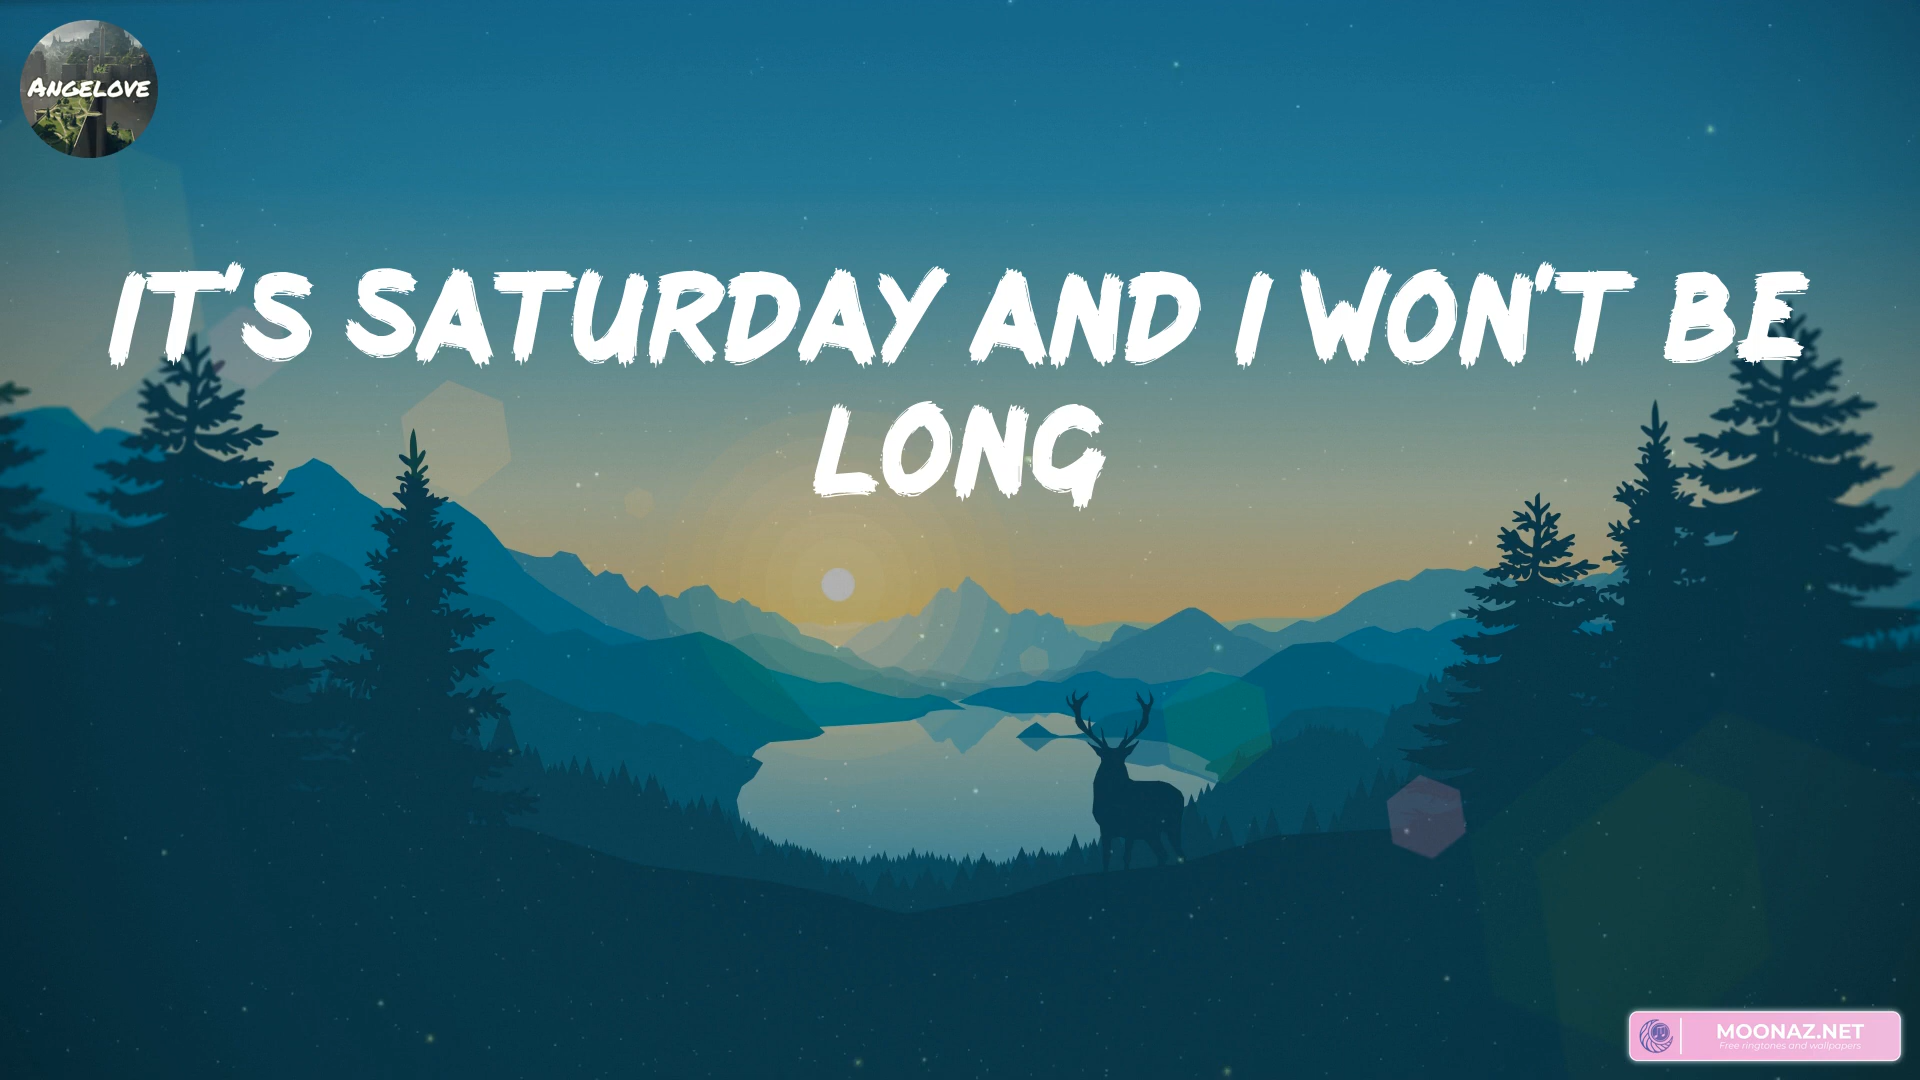 Angelove
IT'S SATURDAY AND I WON'T BE
LONG
MOONAZ.NET
Free ringtones and wallpapers